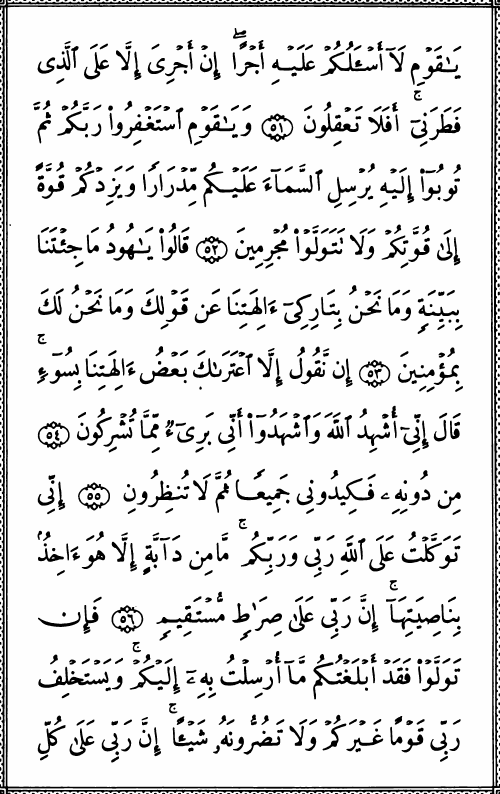 يَـٰقَوۡمِ لَآ أَسۡـَٔلُكُمۡ عَلَيۡهِ أَجۡرًاۖ إِنۡ أَجۡرِىَ إِلَّا عَلَى ٱلَّذِى
فَطَرَنِىٓۚ أَفَلَا تَعۡقِلُونَ ٥١ وَيَـٰقَوۡمِ ٱسۡتَغۡفِرُواْ رَبَّكُمۡ ثُمَّ
تُوبُوٓاْ إِلَيۡهِ يُرۡسِلِ ٱلسَّمَآءَ عَلَيۡكُم مِّدۡرَارًا وَيَزِدۡكُمۡ قُوَّةً
إِلَىٰ قُوَّتِكُمۡ وَلَا تَتَوَلَّوۡاْ مُجۡرِمِينَ ٥٢ قَالُواْ يَـٰهُودُ مَا جِئۡتَنَا
بِبَيِّنَةٍ وَمَا نَحۡنُ بِتَارِكِىٓ ءَالِهَتِنَا عَن قَوۡلِكَ وَمَا نَحۡنُ لَكَ
بِمُؤۡمِنِينَ ٥٣ إِن نَّقُولُ إِلَّا ٱعۡتَرَىٰكَ بَعۡضُ ءَالِهَتِنَا بِسُوٓءٍۚ
قَالَ إِنِّىٓ أُشۡهِدُ ٱللَّهَ وَٱشۡهَدُوٓاْ أَنِّى بَرِىٓءٌ مِّمَّا تُشۡرِكُونَ ٥٤
مِن دُونِهِۦ فَكِيدُونِى جَمِيعًا ثُمَّ لَا تُنظِرُونِ ٥٥ إِنِّى
تَوَكَّلۡتُ عَلَى ٱللَّهِ رَبِّى وَرَبِّكُمۚ مَّا مِن دَآبَّةٍ إِلَّا هُوَ ءَاخِذُۢ
بِنَاصِيَتِهَآۚ إِنَّ رَبِّى عَلَىٰ صِرَٰطٍ مُّسۡتَقِيمٍ ٥٦ فَإِن
تَوَلَّوۡاْ فَقَدۡ أَبۡلَغۡتُكُم مَّآ أُرۡسِلۡتُ بِهِۦٓ إِلَيۡكُمۡۚ وَيَسۡتَخۡلِفُ
رَبِّى قَوۡمًا غَيۡرَكُمۡ وَلَا تَضُرُّونَهُۥ شَيۡـًٔاۚ إِنَّ رَبِّى عَلَىٰ كُلِّ